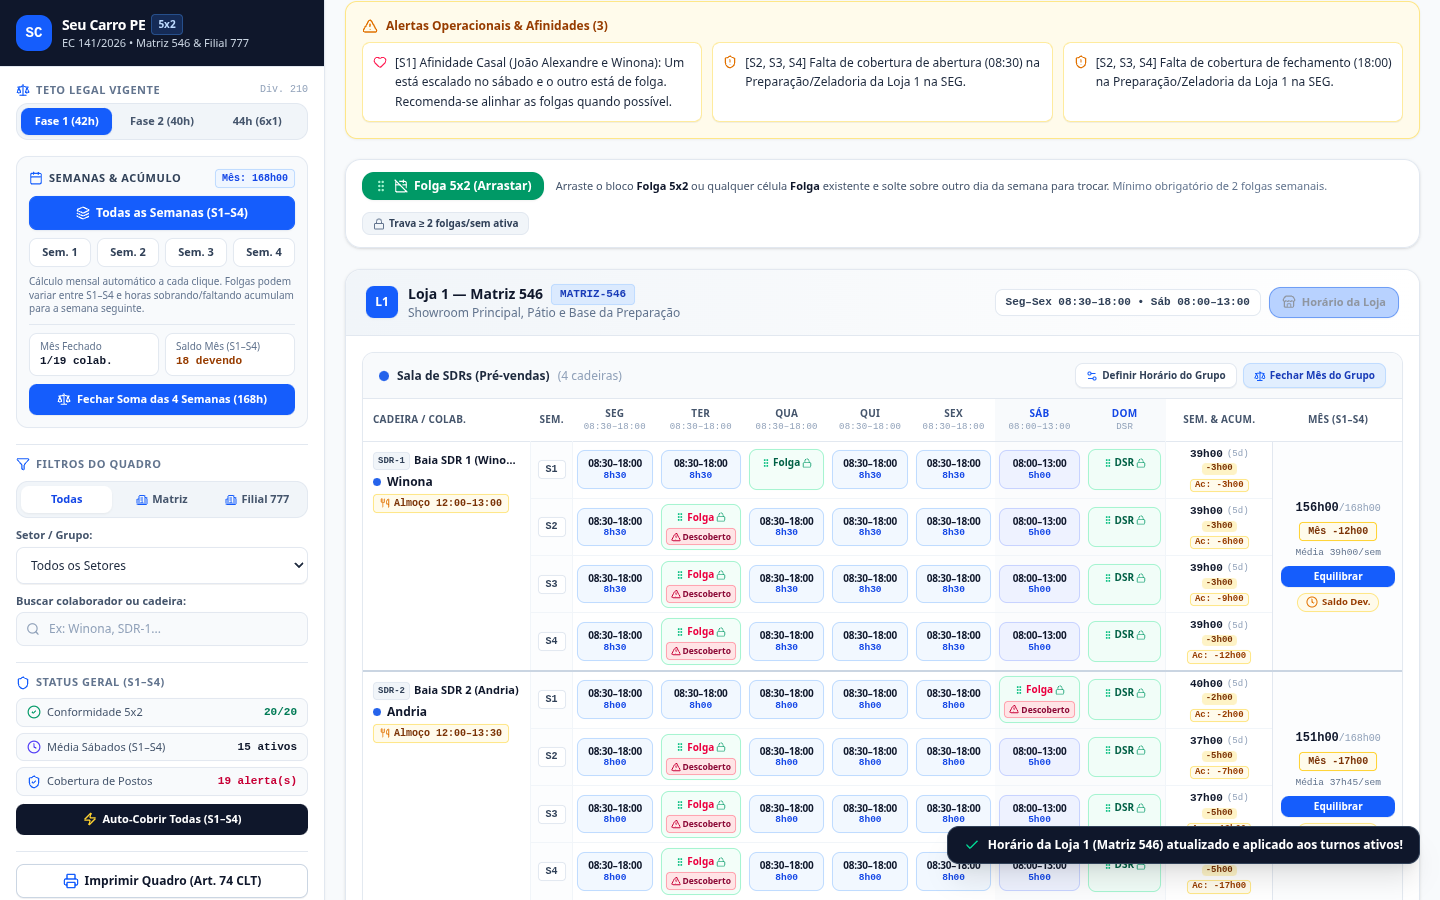 SC
Seu Carro PE 5x2
EC 141/2026 • Matriz 546 & Filial 777
TETO LEGAL VIGENTE Div. 210
Fase 1 (42h) Fase 2 (40h) 44h (6x1)
SEMANAS & ACÚMULO Mês: 168h00
Todas as Semanas (S1–S4)
Sem. 1 Sem. 2 Sem. 3 Sem. 4
Cálculo mensal automático a cada clique. Folgas podem
variar entre S1–S4 e horas sobrando/faltando acumulam
para a semana seguinte.
Mês Fechado Saldo Mês (S1–S4)
1/19 colab. 18 devendo
Fechar Soma das 4 Semanas (168h)
FILTROS DO QUADRO
Todas Matriz Filial 777
Setor / Grupo:
Todos os Setores
Buscar colaborador ou cadeira:
Ex: Winona, SDR-1...
STATUS GERAL (S1–S4)
Conformidade 5x2 20/20
Média Sábados (S1–S4) 15 ativos
Cobertura de Postos 19 alerta(s)
Auto-Cobrir Todas (S1–S4)
Imprimir Quadro (Art. 74 CLT)
Alertas Operacionais & Afinidades (3)
[S1] Afinidade Casal (João Alexandre e Winona): Um
está escalado no sábado e o outro está de folga.
Recomenda-se alinhar as folgas quando possível.
[S2, S3, S4] Falta de cobertura de abertura (08:30) na
Preparação/Zeladoria da Loja 1 na SEG.
[S2, S3, S4] Falta de cobertura de fechamento (18:00)
na Preparação/Zeladoria da Loja 1 na SEG.
Folga 5x2 (Arrastar) Arraste o bloco Folga 5x2 ou qualquer célula Folga existente e solte sobre outro dia da semana para trocar. Mínimo obrigatório de 2 folgas semanais.
Trava ≥ 2 folgas/sem ativa
L1
Loja 1 — Matriz 546 MATRIZ-546
Showroom Principal, Pátio e Base da Preparação
Seg–Sex 08:30–18:00 • Sáb 08:00–13:00 Horário da Loja
Sala de SDRs (Pré-vendas) (4 cadeiras) Definir Horário do Grupo Fechar Mês do Grupo
CADEIRA / COLAB. SEM. SEG TER QUA QUI SEX SÁB DOM SEM. & ACUM. MÊS (S1–S4)
08:30–18:00 08:30–18:00 08:30–18:00 08:30–18:00 08:30–18:00 08:00–13:00 DSR
SDR-1 Baia SDR 1 (Wino...
Winona
Almoço 12:00–13:00
S1 08:30–18:00 08:30–18:00 Folga 08:30–18:00 08:30–18:00 08:00–13:00 DSR 39h00 (5d)
8h30 8h30 8h30 8h30 5h00 -3h00
Ac: -3h00
S2 08:30–18:00 Folga 08:30–18:00 08:30–18:00 08:30–18:00 08:00–13:00 DSR 39h00 (5d)
8h30 Descoberto 8h30 8h30 8h30 5h00 -3h00
Ac: -6h00
S3 08:30–18:00 Folga 08:30–18:00 08:30–18:00 08:30–18:00 08:00–13:00 DSR 39h00 (5d)
8h30 Descoberto 8h30 8h30 8h30 5h00 -3h00
Ac: -9h00
S4 08:30–18:00 Folga 08:30–18:00 08:30–18:00 08:30–18:00 08:00–13:00 DSR 39h00 (5d)
8h30 Descoberto 8h30 8h30 8h30 5h00 -3h00
Ac: -12h00
156h00/168h00
Mês -12h00
Média 39h00/sem
Equilibrar
Saldo Dev.
SDR-2 Baia SDR 2 (Andria)
Andria
Almoço 12:00–13:30
S1 08:30–18:00 08:30–18:00 08:30–18:00 08:30–18:00 08:30–18:00 Folga DSR 40h00 (5d)
8h00 8h00 8h00 8h00 8h00 Descoberto -2h00
Ac: -2h00
S2 08:30–18:00 Folga 08:30–18:00 08:30–18:00 08:30–18:00 08:00–13:00 DSR 37h00 (5d)
8h00 Descoberto 8h00 8h00 8h00 5h00 -5h00
Ac: -7h00
S3 08:30–18:00 Folga 08:30–18:00 08:30–18:00 08:30–18:00 08:00–13:00 DSR 37h00 (5d)
8h00 Descoberto 8h00 8h00 8h00 5h00 -5h00
S4 08:30–18:00 Folga 08:30–18:00 08:30–18:00
8h00 Descoberto 8h00 8h00 8h00 5h00 -5h00
Ac: -17h00
151h00/168h00
Mês -17h00
Média 37h45/sem
Equilibrar
Horário da Loja 1 (Matriz 546) atualizado e aplicado aos turnos ativos!